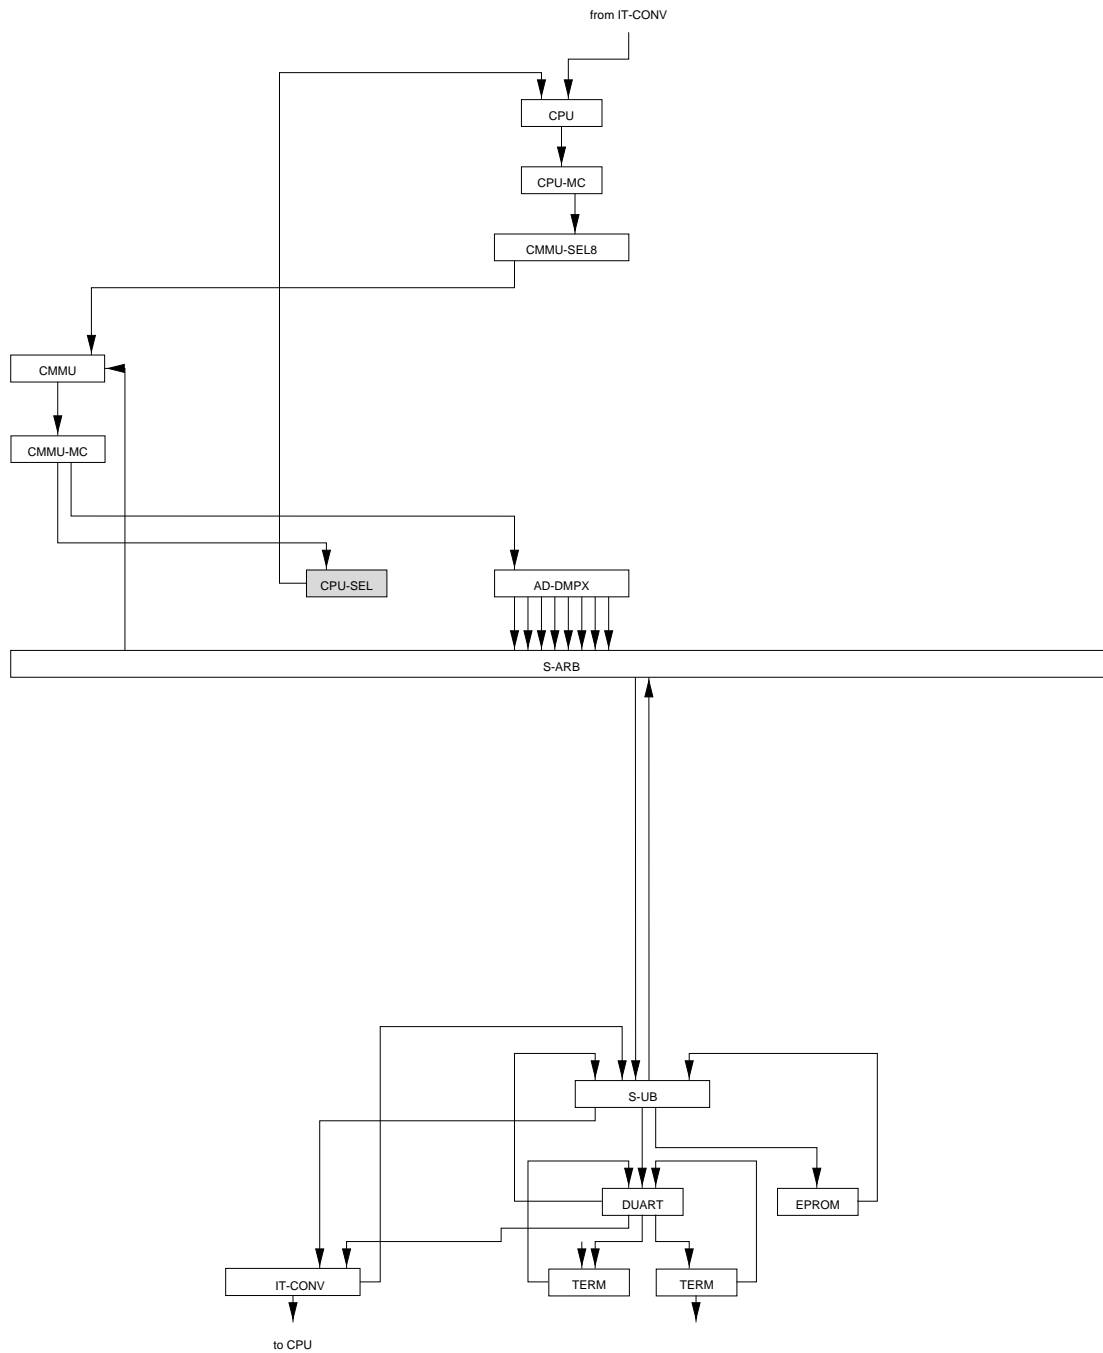 from IT-CONV
CPU
CPU-MC
CMMU-SEL8
CMMU
CMMU-MC
CPU-SEL
AD-DMPX
S-ARB
S-UB
DUART
EPROM
IT-CONV
TERM
TERM
to CPU